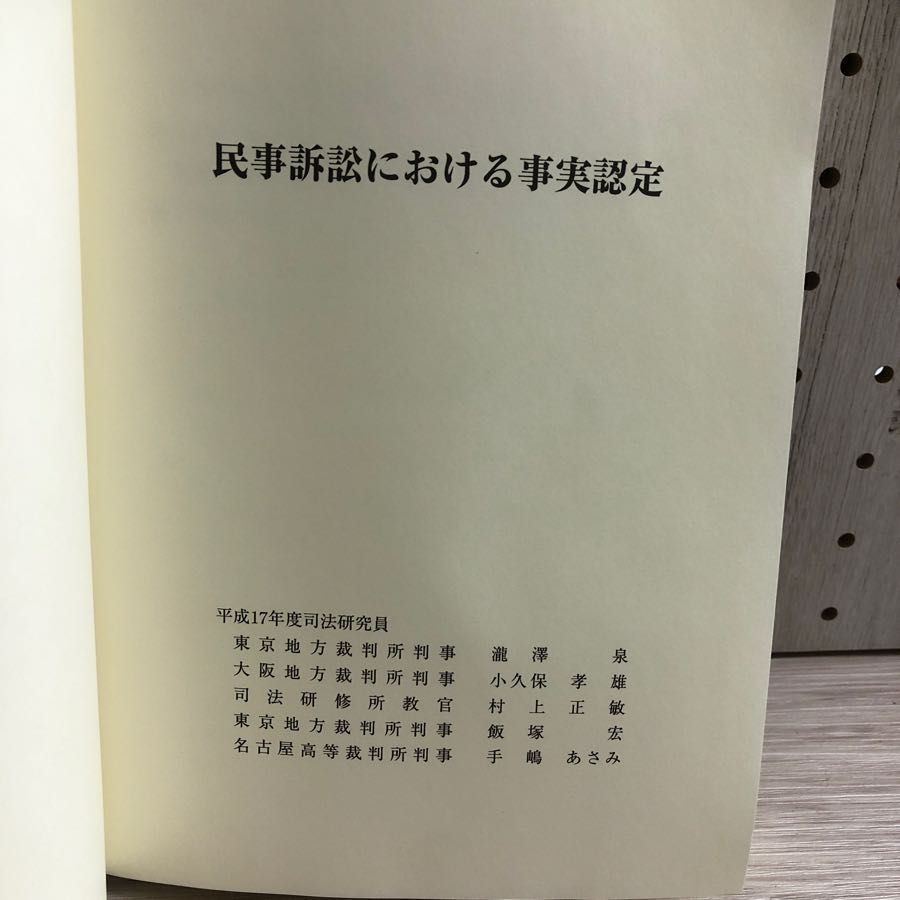 民事訴訟における事実認定
平成17年度司法研究員
東京地方裁判所判事 瀧澤 泉
大阪地方裁判所判事 小久保 孝雄
司法研修所教官 村上正敏
東京地方裁判所判事 飯塚 宏
名古屋高等裁判所判事 手嶋 あさみ